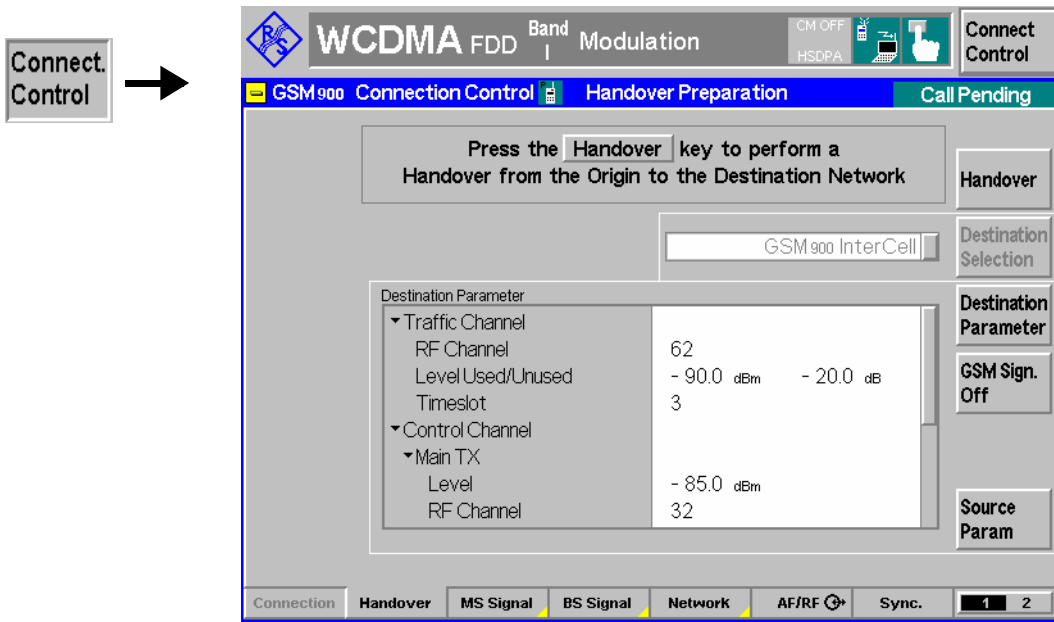 Connect.
Control
R S
WCDMA FDD Band I Modulation
CM OFF
HSDPA
Connect
Control
GSM 900 Connection Control Handover Preparation Call Pending
Press the Handover key to perform a
Handover from the Origin to the Destination Network
Handover
GSM 900 InterCell
Destination
Selection
Destination Parameter
Traffic Channel
RF Channel 62
Level Used/Unused - 90.0 dBm - 20.0 dB
Timeslot 3
Control Channel
Main TX
Level - 85.0 dBm
RF Channel 32
Destination
Parameter
GSM Sign.
Off
Source
Param
Connection Handover MS Signal BS Signal Network AF/RF Sync. 1 2